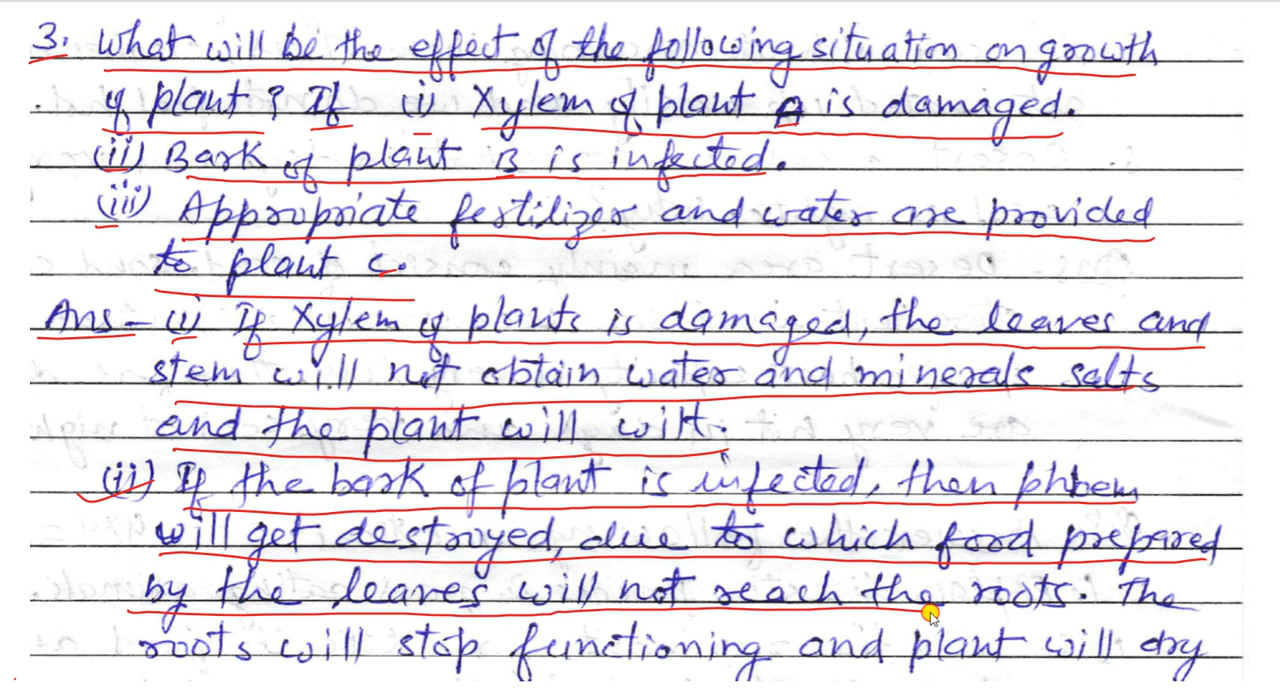 3. What will be the effect of the following situation on growth
of plant? If (i) Xylem of plant A is damaged.
(ii) Bark of plant B is infected.
(iii) Appropriate fertilizer and water are provided
to plant C.
Ans - (i) If Xylem of plants is damaged, the leaves and
stem will not obtain water and minerals salts
and the plant will wilt.
(ii) If the bark of plant is infected, then phloem
will get destroyed, due to which food prepared
by the leaves will not reach the roots. The
roots will stop functioning and plant will dry